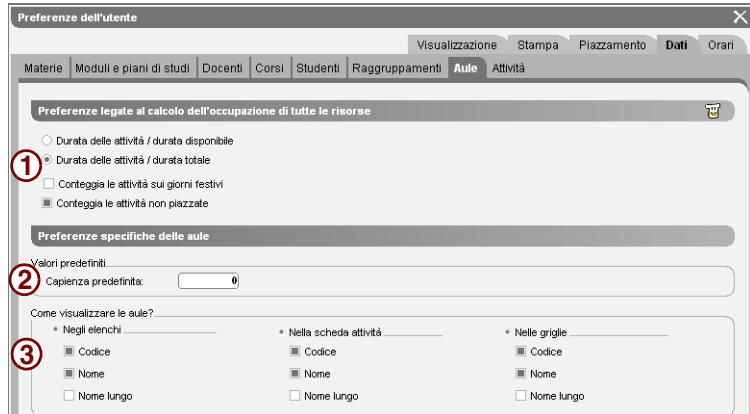 Preferenze dell'utente
Visualizzazione Stampa Piazzamento Dati Orari
Materie Moduli e piani di studi Docenti Corsi Studenti Raggruppamenti Aule Attività
Preferenze legate al calcolo dell'occupazione di tutte le risorse
Durata delle attività / durata disponibile
1 Durata delle attività / durata totale
Conteggia le attività sui giorni festivi
Conteggia le attività non piazzate
Preferenze specifiche delle aule
Valori predefiniti
2 Capienza predefinita: 0
Come visualizzare le aule?
Negli elenchi Nella scheda attività Nelle griglie
3 Codice Codice Codice
Nome Nome Nome
Nome lungo Nome lungo Nome lungo